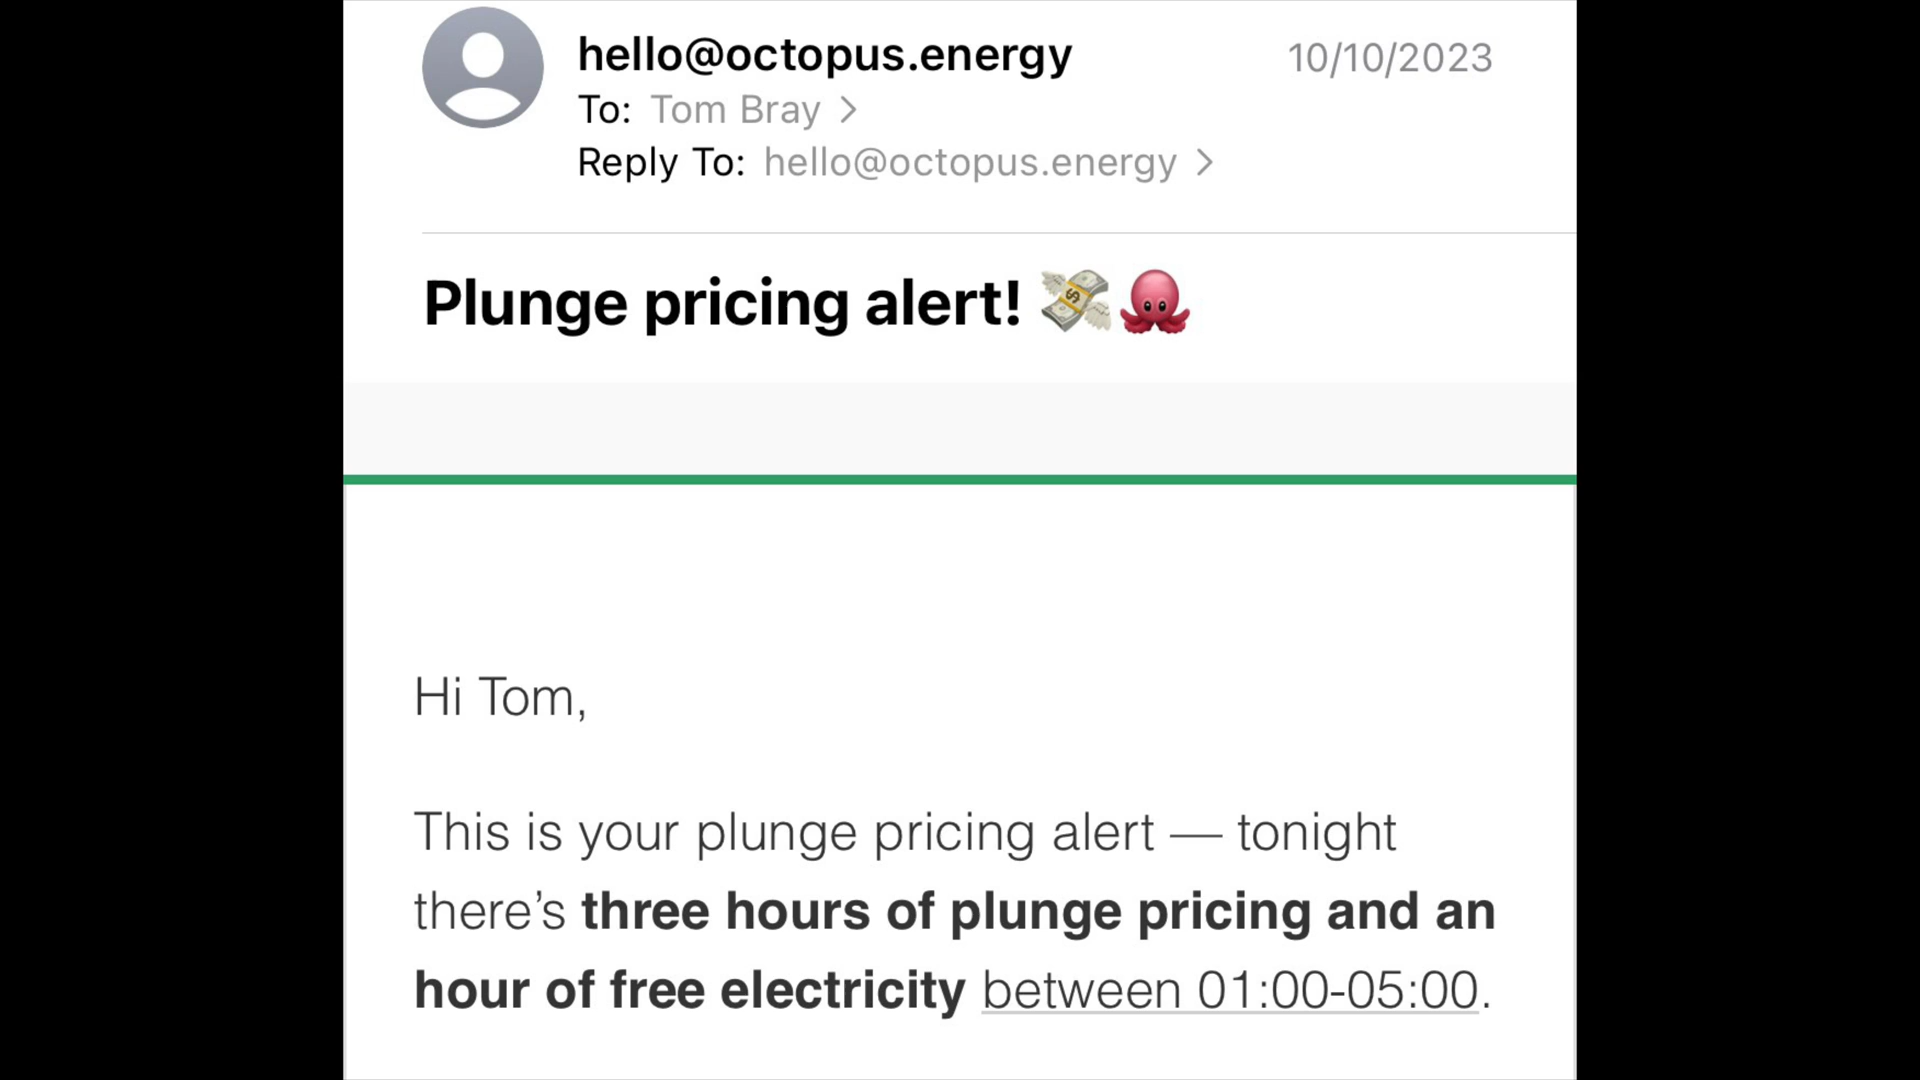 hello@octopus.energy 10/10/2023
To: Tom Bray >
Reply To: hello@octopus.energy >
Plunge pricing alert! 💸🐙
Hi Tom,
This is your plunge pricing alert — tonight
there’s three hours of plunge pricing and an
hour of free electricity between 01:00-05:00.